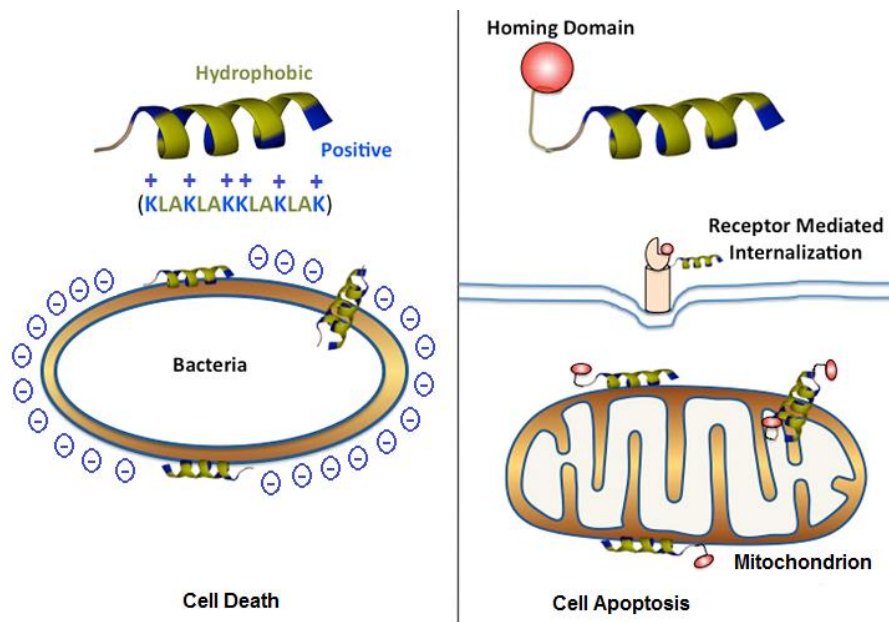 Hydrophobic
Positive
+ + + + + +
(KLAKLAKKLAKLAK)
Bacteria
Cell Death
Homing Domain
Receptor Mediated
Internalization
Mitochondrion
Cell Apoptosis